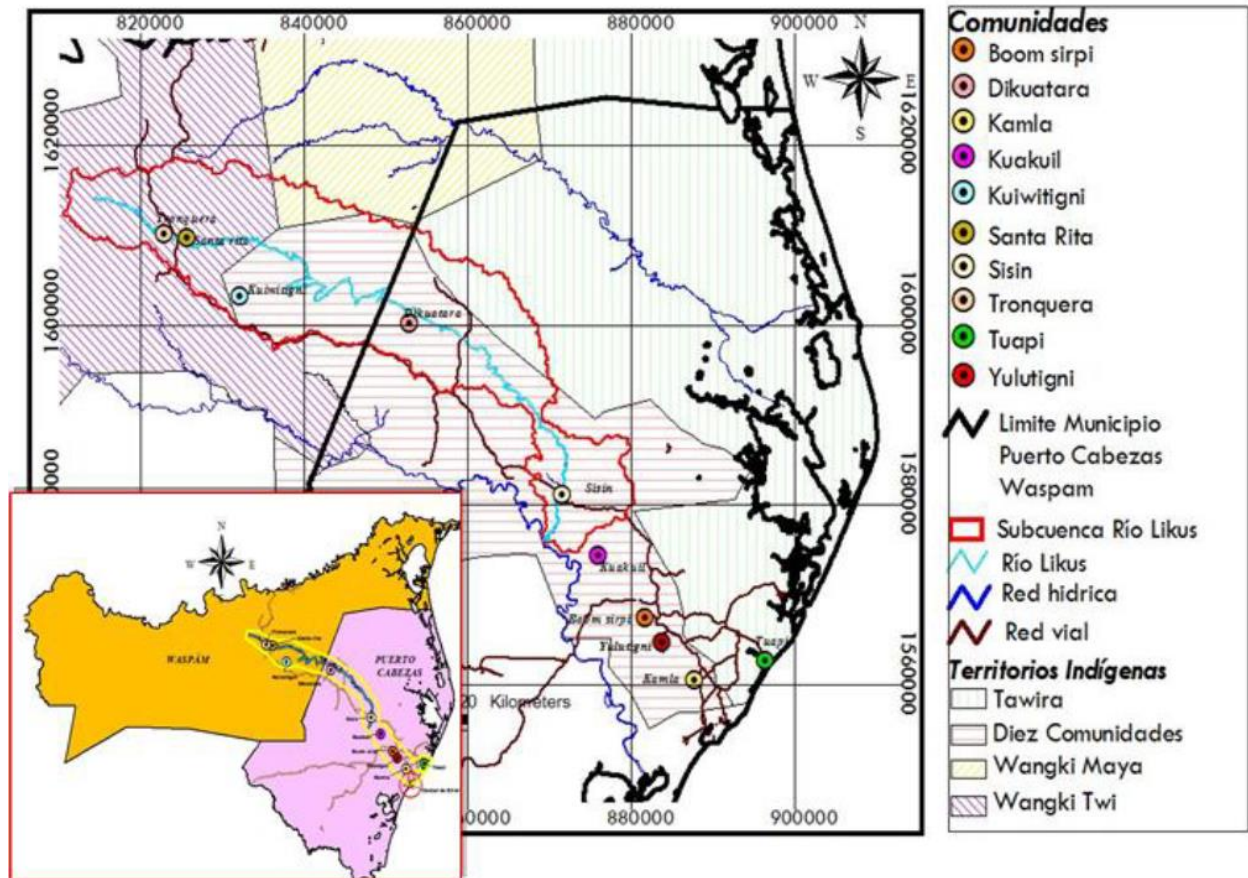 820000 840000 860000 880000 900000
N
W E
S
1620000
1600000
1580000
1560000
1620000
1600000
Tronquera
Santa rita
Kuiwitigni
Dikuatara
Sisin
Kuakuil
Boom sirpi
Yulutigni
Tuapi
Kamla
20 Kilometers
880000 900000
N
W E
S
WASPÁM
PUERTO
CABEZAS
Comunidades
Boom sirpi
Dikuatara
Kamla
Kuakuil
Kuiwitigni
Santa Rita
Sisin
Tronquera
Tuapi
Yulutigni
Limite Municipio
Puerto Cabezas
Waspam
Subcuenca Río Likus
Río Likus
Red hidrica
Red vial
Territorios Indígenas
Tawira
Diez Comunidades
Wangki Maya
Wangki Twi